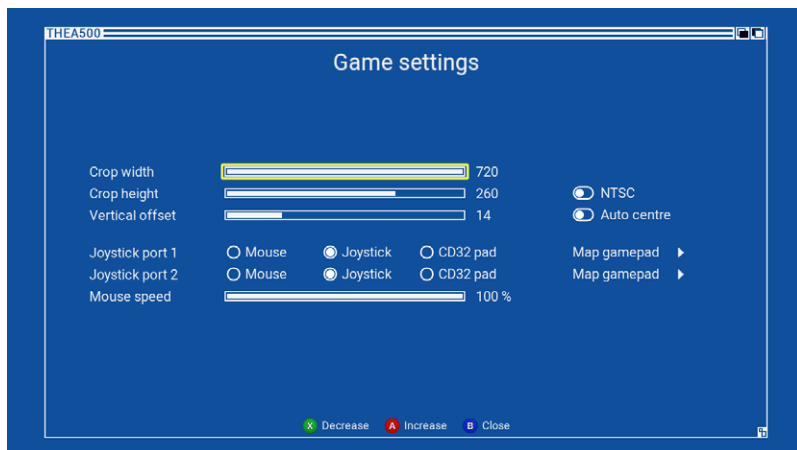 THEA500
Game settings
Crop width 720
Crop height 260 NTSC
Vertical offset 14 Auto centre
Joystick port 1 Mouse Joystick CD32 pad Map gamepad
Joystick port 2 Mouse Joystick CD32 pad Map gamepad
Mouse speed 100 %
X Decrease A Increase B Close